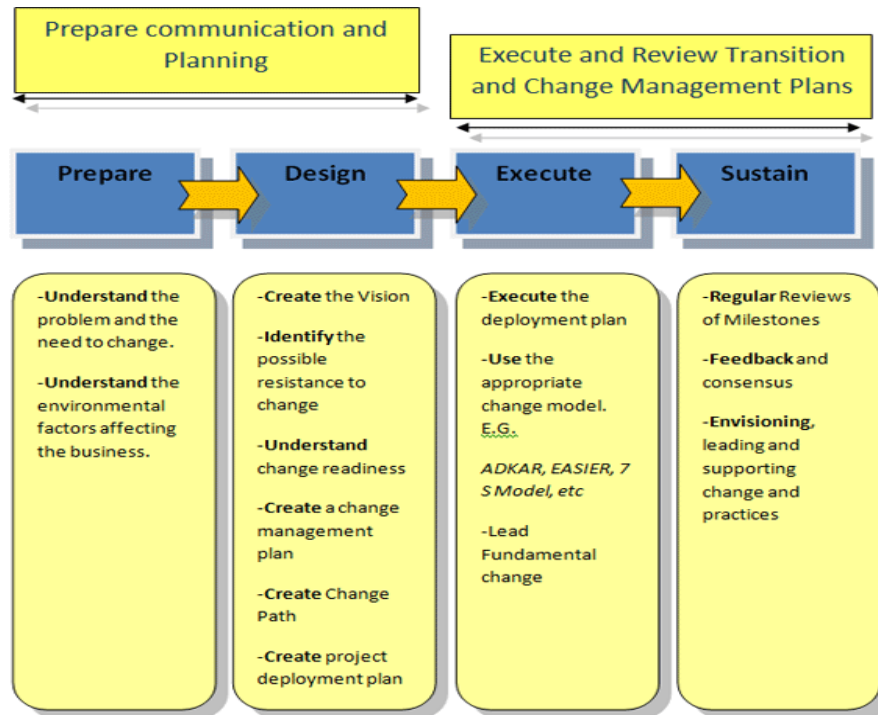 Prepare communication and
Planning
Execute and Review Transition
and Change Management Plans
Prepare
Design
Execute
Sustain
-Understand the
problem and the
need to change.
-Understand the
environmental
factors affecting
the business.
-Create the Vision
-Identify the
possible
resistance to
change
-Understand
change readiness
-Create a change
management
plan
-Create Change
Path
-Create project
deployment plan
-Execute the
deployment plan
-Use the
appropriate
change model.
E.G.
ADKAR, EASIER, 7
S Model, etc
-Lead
Fundamental
change
-Regular Reviews
of Milestones
-Feedback and
consensus
-Envisioning,
leading and
supporting
change and
practices